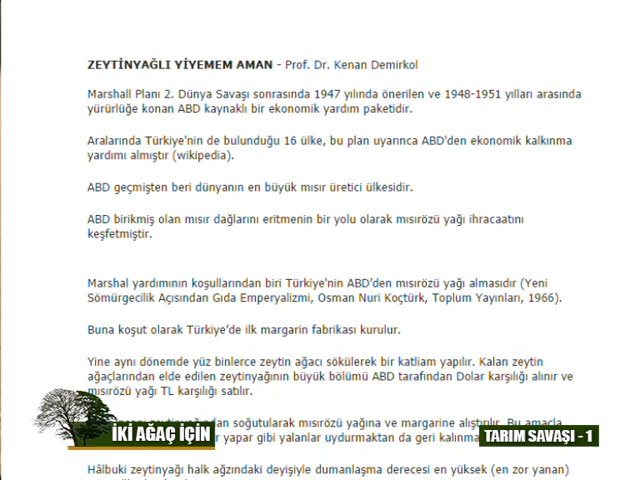 ZEYTİNYAĞLI YİYEMEM AMAN - Prof. Dr. Kenan Demirkol
Marshall Planı 2. Dünya Savaşı sonrasında 1947 yılında önerilen ve 1948-1951 yılları arasında
yürürlüğe konan ABD kaynaklı bir ekonomik yardım paketidir.
Aralarında Türkiye'nin de bulunduğu 16 ülke, bu plan uyarınca ABD'den ekonomik kalkınma
yardımı almıştır (wikipedia).
ABD geçmişten beri dünyanın en büyük mısır üretici ülkesidir.
ABD birikmiş olan mısır dağlarını eritmenin bir yolu olarak mısırözü yağı ihracaatını
keşfetmiştir.
Marshal yardımının koşullarından biri Türkiye'nin ABD’den mısırözü yağı almasıdır (Yeni
Sömürgecilik Açısından Gıda Emperyalizmi, Osman Nuri Koçtürk, Toplum Yayınları, 1966).
Buna koşut olarak Türkiye’de ilk margarin fabrikası kurulur.
Yine aynı dönemde yüz binlerce zeytin ağacı sökülerek bir katliam yapılır. Kalan zeytin
ağaçlarından elde edilen zeytinyağının büyük bölümü ABD tarafından Dolar karşılığı alınır ve
mısırözü yağı TL karşılığı satılır.
soğutularak mısırözü yağına ve margarine alıştırılır. Bu amaçla
yapar gibi yalanlar uydurmaktan da geri
İKİ AĞAÇ İÇİN
TARIM SAVAŞI - 1
Hâlbuki zeytinyağı halk ağzındaki deyişiyle dumanlaşma derecesi en yüksek (en zor yanan)